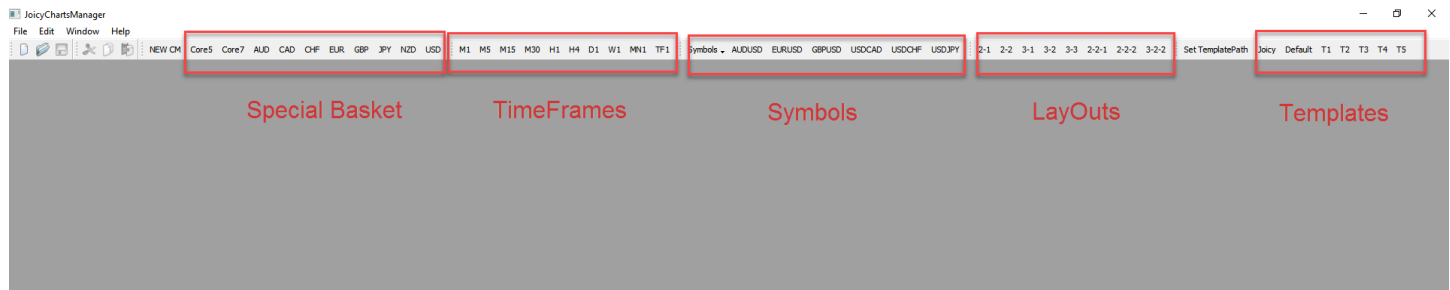 JoicyChartsManager
File Edit Window Help
NEW CM Core5 Core7 AUD CAD CHF EUR GBP JPY NZD USD M1 M5 M15 M30 H1 H4 D1 W1 MN1 TF1 Symbols AUDUSD EURUSD GBPUSD USDCAD USDCHF USDJPY 2-1 2-2 3-1 3-2 3-3 2-2-1 2-2-2 3-2-2 Set TemplatePath Joicy Default T1 T2 T3 T4 T5
Special Basket TimeFrames Symbols LayOuts Templates